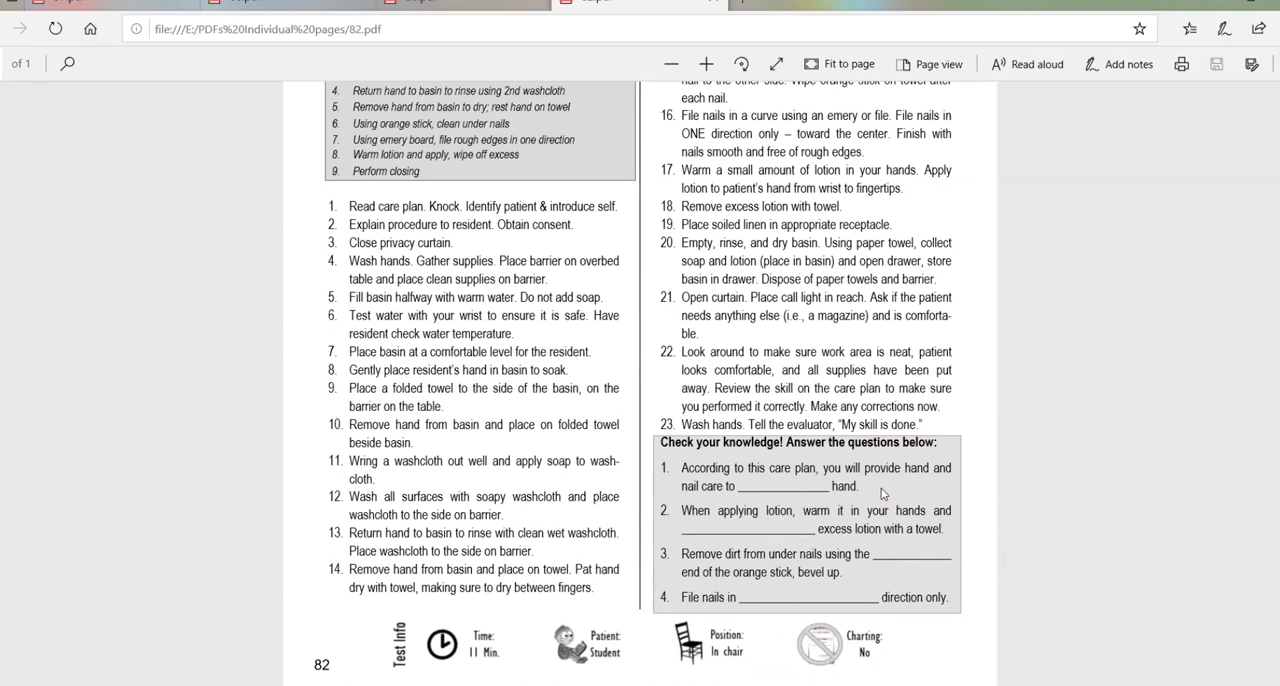 file:///E:/PDFs%20Individual%20pages/82.pdf
of 1
Fit to page
Page view
Read aloud
Add notes
4. Return hand to basin to rinse using 2nd washcloth
5. Remove hand from basin to dry; rest hand on towel
6. Using orange stick, clean under nails
7. Using emery board, file rough edges in one direction
8. Warm lotion and apply, wipe off excess
9. Perform closing
1. Read care plan. Knock. Identify patient & introduce self.
2. Explain procedure to resident. Obtain consent.
3. Close privacy curtain.
4. Wash hands. Gather supplies. Place barrier on overbed
table and place clean supplies on barrier.
5. Fill basin halfway with warm water. Do not add soap.
6. Test water with your wrist to ensure it is safe. Have
resident check water temperature.
7. Place basin at a comfortable level for the resident.
8. Gently place resident's hand in basin to soak.
9. Place a folded towel to the side of the basin, on the
barrier on the table.
10. Remove hand from basin and place on folded towel
beside basin.
11. Wring a washcloth out well and apply soap to wash-
cloth.
12. Wash all surfaces with soapy washcloth and place
washcloth to the side on barrier.
13. Return hand to basin to rinse with clean wet washcloth.
Place washcloth to the side on barrier.
14. Remove hand from basin and place on towel. Pat hand
dry with towel, making sure to dry between fingers.
nail to the other side. Wipe orange stick on towel after
each nail.
16. File nails in a curve using an emery or file. File nails in
ONE direction only – toward the center. Finish with
nails smooth and free of rough edges.
17. Warm a small amount of lotion in your hands. Apply
lotion to patient's hand from wrist to fingertips.
18. Remove excess lotion with towel.
19. Place soiled linen in appropriate receptacle.
20. Empty, rinse, and dry basin. Using paper towel, collect
soap and lotion (place in basin) and open drawer, store
basin in drawer. Dispose of paper towels and barrier.
21. Open curtain. Place call light in reach. Ask if the patient
needs anything else (i.e., a magazine) and is comforta-
ble.
22. Look around to make sure work area is neat, patient
looks comfortable, and all supplies have been put
away. Review the skill on the care plan to make sure
you performed it correctly. Make any corrections now.
23. Wash hands. Tell the evaluator, "My skill is done."
Check your knowledge! Answer the questions below:
1. According to this care plan, you will provide hand and
nail care to ______________ hand.
2. When applying lotion, warm it in your hands and
____________________ excess lotion with a towel.
3. Remove dirt from under nails using the ____________
end of the orange stick, bevel up.
4. File nails in _____________________ direction only.
Test Info
Time:
11 Min.
Patient:
Student
Position:
In chair
Charting:
No
82